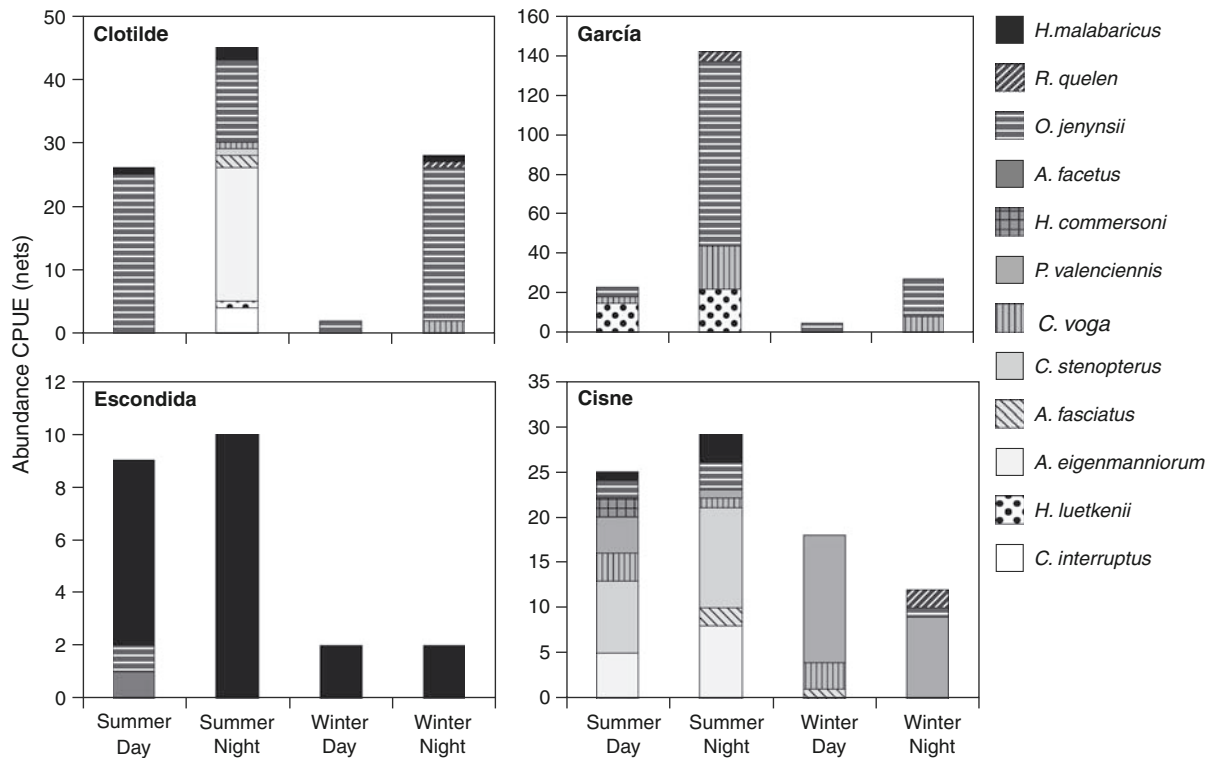 Abundance CPUE (nets)
Clotilde
50
40
30
20
10
0
García
160
140
120
100
80
60
40
20
0
Escondida
12
10
8
6
4
2
0
Summer Day
Summer Night
Winter Day
Winter Night
Cisne
35
30
25
20
15
10
5
0
Summer Day
Summer Night
Winter Day
Winter Night
H.malabaricus
R. quelen
O. jenynsii
A. facetus
H. commersoni
P. valenciennis
C. voga
C. stenopterus
A. fasciatus
A. eigenmanniorum
H. luetkenii
C. interruptus